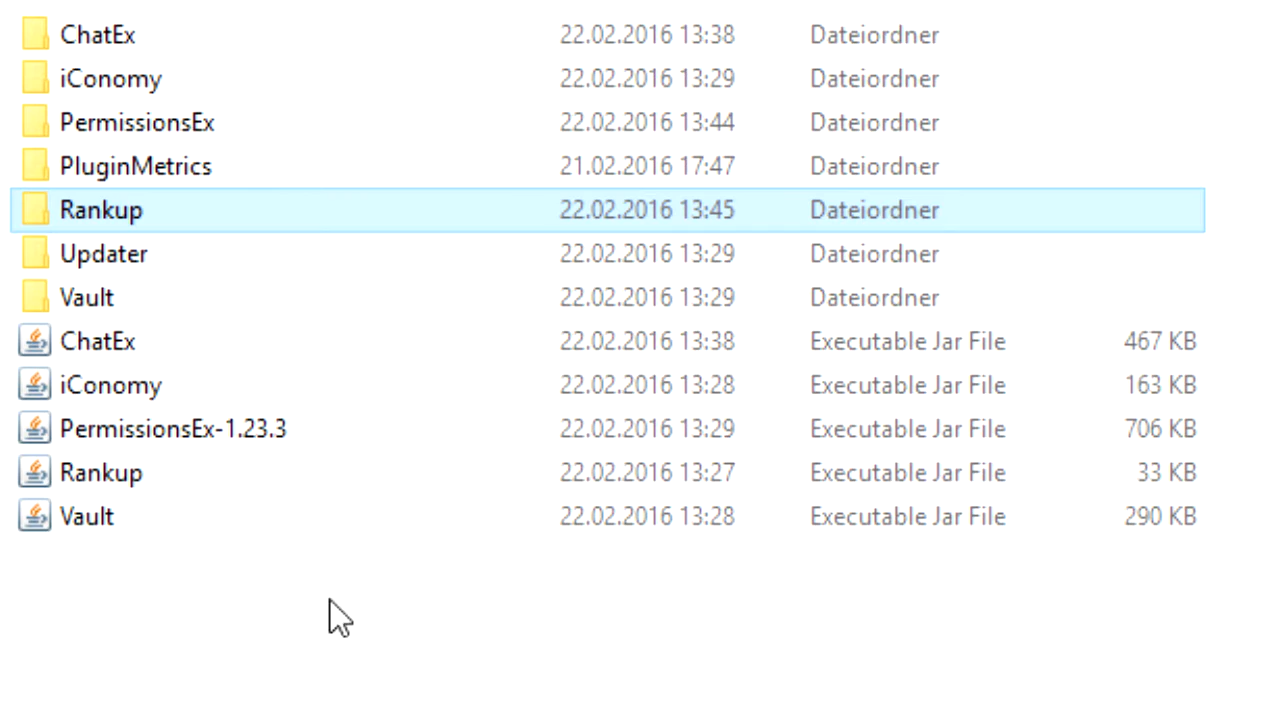 ChatEx 22.02.2016 13:38 Dateiordner
iConomy 22.02.2016 13:29 Dateiordner
PermissionsEx 22.02.2016 13:44 Dateiordner
PluginMetrics 21.02.2016 17:47 Dateiordner
Rankup 22.02.2016 13:45 Dateiordner
Updater 22.02.2016 13:29 Dateiordner
Vault 22.02.2016 13:29 Dateiordner
ChatEx 22.02.2016 13:38 Executable Jar File 467 KB
iConomy 22.02.2016 13:28 Executable Jar File 163 KB
PermissionsEx-1.23.3 22.02.2016 13:29 Executable Jar File 706 KB
Rankup 22.02.2016 13:27 Executable Jar File 33 KB
Vault 22.02.2016 13:28 Executable Jar File 290 KB